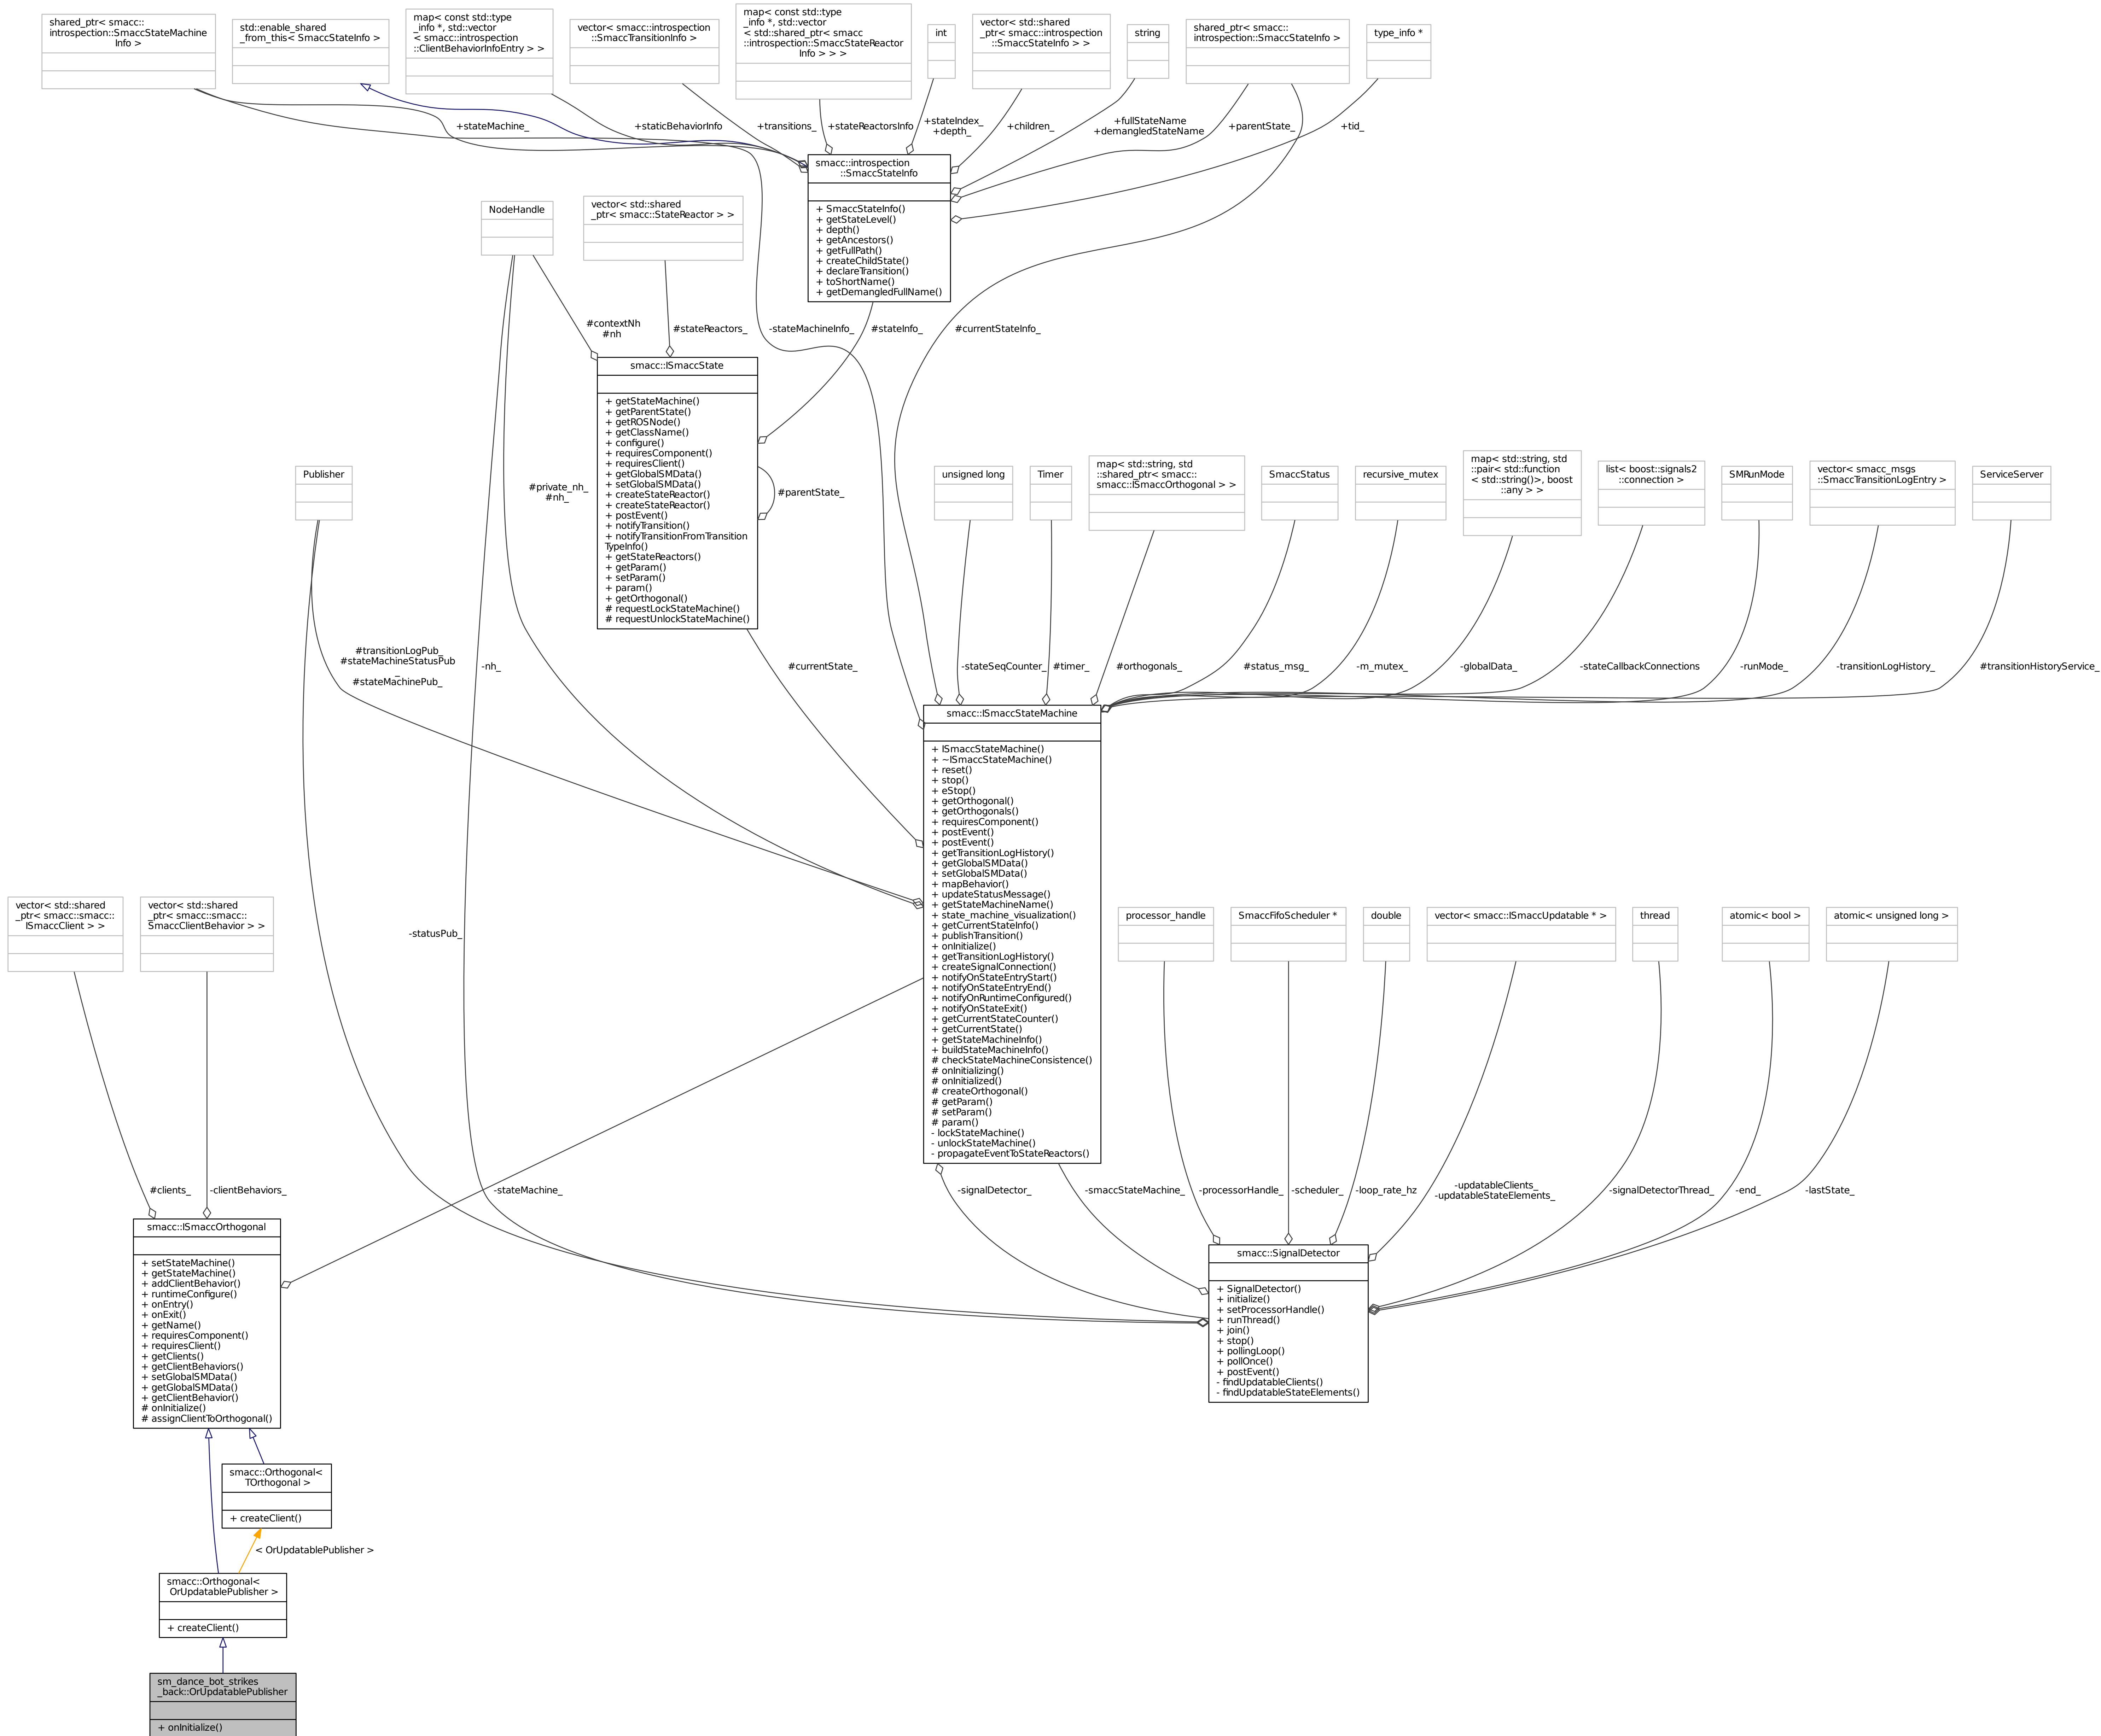 shared_ptr< smacc::
introspection::SmaccStateMachine
Info >
std::enable_shared
_from_this< SmaccStateInfo >
map< const std::type
_info *, std::vector
< smacc::introspection
::ClientBehaviorInfoEntry > >
vector< smacc::introspection
::SmaccTransitionInfo >
map< const std::type
_info *, std::vector
< std::shared_ptr< smacc
::introspection::SmaccStateReactor
Info > > >
int
vector< std::shared
_ptr< smacc::introspection
::SmaccStateInfo > >
string
shared_ptr< smacc::
introspection::SmaccStateInfo >
type_info *
+stateMachine_
+staticBehaviorInfo
+transitions_
+stateReactorsInfo
+stateIndex_
+depth_
+children_
+fullStateName
+demangledStateName
+parentState_
+tid_
smacc::introspection
::SmaccStateInfo
+ SmaccStateInfo()
+ getStateLevel()
+ depth()
+ getAncestors()
+ getFullPath()
+ createChildState()
+ declareTransition()
+ toShortName()
+ getDemangledFullName()
NodeHandle
vector< std::shared
_ptr< smacc::StateReactor > >
#contextNh
#nh
#stateReactors_
-stateMachineInfo_
#stateInfo_
#currentStateInfo_
smacc::ISmaccState
+ getStateMachine()
+ getParentState()
+ getROSNode()
+ getClassName()
+ configure()
+ requiresComponent()
+ requiresClient()
+ getGlobalSMData()
+ setGlobalSMData()
+ createStateReactor()
+ createStateReactor()
+ postEvent()
+ notifyTransition()
+ notifyTransitionFromTransition
TypeInfo()
+ getStateReactors()
+ getParam()
+ setParam()
+ param()
+ getOrthogonal()
# requestLockStateMachine()
# requestUnlockStateMachine()
#parentState_
Publisher
#private_nh_
#nh_
unsigned long
Timer
map< std::string, std
::shared_ptr< smacc::
smacc::ISmaccOrthogonal > >
SmaccStatus
recursive_mutex
map< std::string, std
::pair< std::function
< std::string()>, boost
::any > >
list< boost::signals2
::connection >
SMRunMode
vector< smacc_msgs
::SmaccTransitionLogEntry >
ServiceServer
#transitionLogPub_
#stateMachineStatusPub
_
#stateMachinePub_
-nh_
#currentState_
-stateSeqCounter_
#timer_
#orthogonals_
#status_msg_
-m_mutex_
-globalData_
-stateCallbackConnections
-runMode_
-transitionLogHistory_
#transitionHistoryService_
smacc::ISmaccStateMachine
+ ISmaccStateMachine()
+ ~ISmaccStateMachine()
+ reset()
+ stop()
+ eStop()
+ getOrthogonal()
+ getOrthogonals()
+ requiresComponent()
+ postEvent()
+ postEvent()
+ getTransitionLogHistory()
+ getGlobalSMData()
+ setGlobalSMData()
+ mapBehavior()
+ updateStatusMessage()
+ getStateMachineName()
+ state_machine_visualization()
+ getCurrentStateInfo()
+ publishTransition()
+ onInitialize()
+ getTransitionLogHistory()
+ createSignalConnection()
+ notifyOnStateEntryStart()
+ notifyOnStateEntryEnd()
+ notifyOnRuntimeConfigured()
+ notifyOnStateExit()
+ getCurrentStateCounter()
+ getCurrentState()
+ getStateMachineInfo()
+ buildStateMachineInfo()
# checkStateMachineConsistence()
# onInitializing()
# onInitialized()
# createOrthogonal()
# getParam()
# setParam()
# param()
- lockStateMachine()
- unlockStateMachine()
- propagateEventToStateReactors()
vector< std::shared
_ptr< smacc::smacc::
ISmaccClient > >
vector< std::shared
_ptr< smacc::smacc::
SmaccClientBehavior > >
-statusPub_
processor_handle
SmaccFifoScheduler *
double
vector< smacc::ISmaccUpdatable * >
thread
atomic< bool >
atomic< unsigned long >
#clients_
-clientBehaviors_
-stateMachine_
-signalDetector_
-smaccStateMachine_
-processorHandle_
-scheduler_
-loop_rate_hz
-updatableClients_
-updatableStateElements_
-signalDetectorThread_
-end_
-lastState_
smacc::ISmaccOrthogonal
+ setStateMachine()
+ getStateMachine()
+ addClientBehavior()
+ runtimeConfigure()
+ onEntry()
+ onExit()
+ getName()
+ requiresComponent()
+ requiresClient()
+ getClients()
+ getClientBehaviors()
+ setGlobalSMData()
+ getGlobalSMData()
+ getClientBehavior()
# onInitialize()
# assignClientToOrthogonal()
smacc::SignalDetector
+ SignalDetector()
+ initialize()
+ setProcessorHandle()
+ runThread()
+ join()
+ stop()
+ pollingLoop()
+ pollOnce()
+ postEvent()
- findUpdatableClients()
- findUpdatableStateElements()
smacc::Orthogonal<
TOrthogonal >
+ createClient()
< OrUpdatablePublisher >
smacc::Orthogonal<
OrUpdatablePublisher >
+ createClient()
sm_dance_bot_strikes
_back::OrUpdatablePublisher
+ onInitialize()